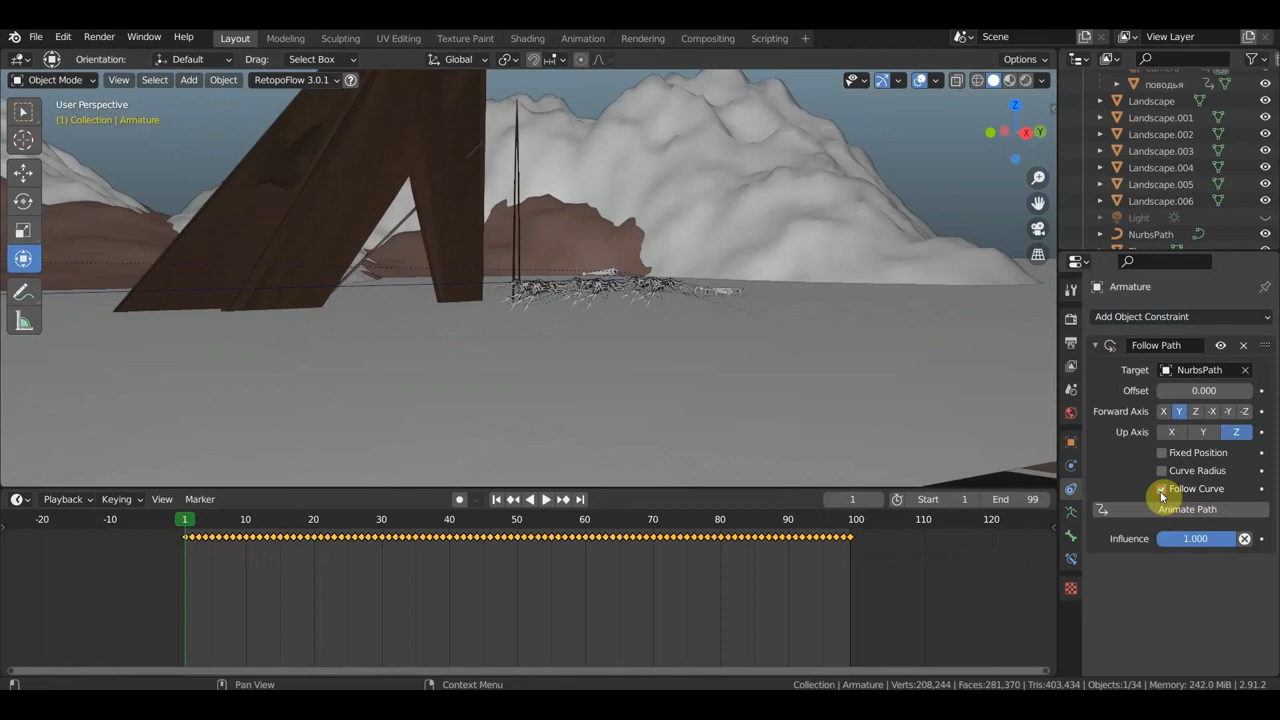 File Edit Render Window Help Layout Modeling Sculpting UV Editing Texture Paint Shading Animation Rendering Compositing Scripting + Scene View Layer
Orientation: Default Drag: Select Box Global Options
Object Mode View Select Add Object RetopoFlow 3.0.1
User Perspective
(1) Collection | Armature
Z
X
Y
поводья
Landscape
Landscape.001
Landscape.002
Landscape.003
Landscape.004
Landscape.005
Landscape.006
Light
NurbsPath
Armature
Add Object Constraint
Follow Path
Target NurbsPath
Offset 0.000
Forward Axis X Y Z -X -Y -Z
Up Axis X Y Z
Fixed Position
Curve Radius
Follow Curve
Animate Path
Influence 1.000
Playback Keying View Marker 1 Start 1 End 99
-20 -10 1 10 20 30 40 50 60 70 80 90 100 110 120
Pan View Context Menu Collection | Armature | Verts:208,244 | Faces:281,370 | Tris:403,434 | Objects:1/34 | Memory: 242.0 MiB | 2.91.2